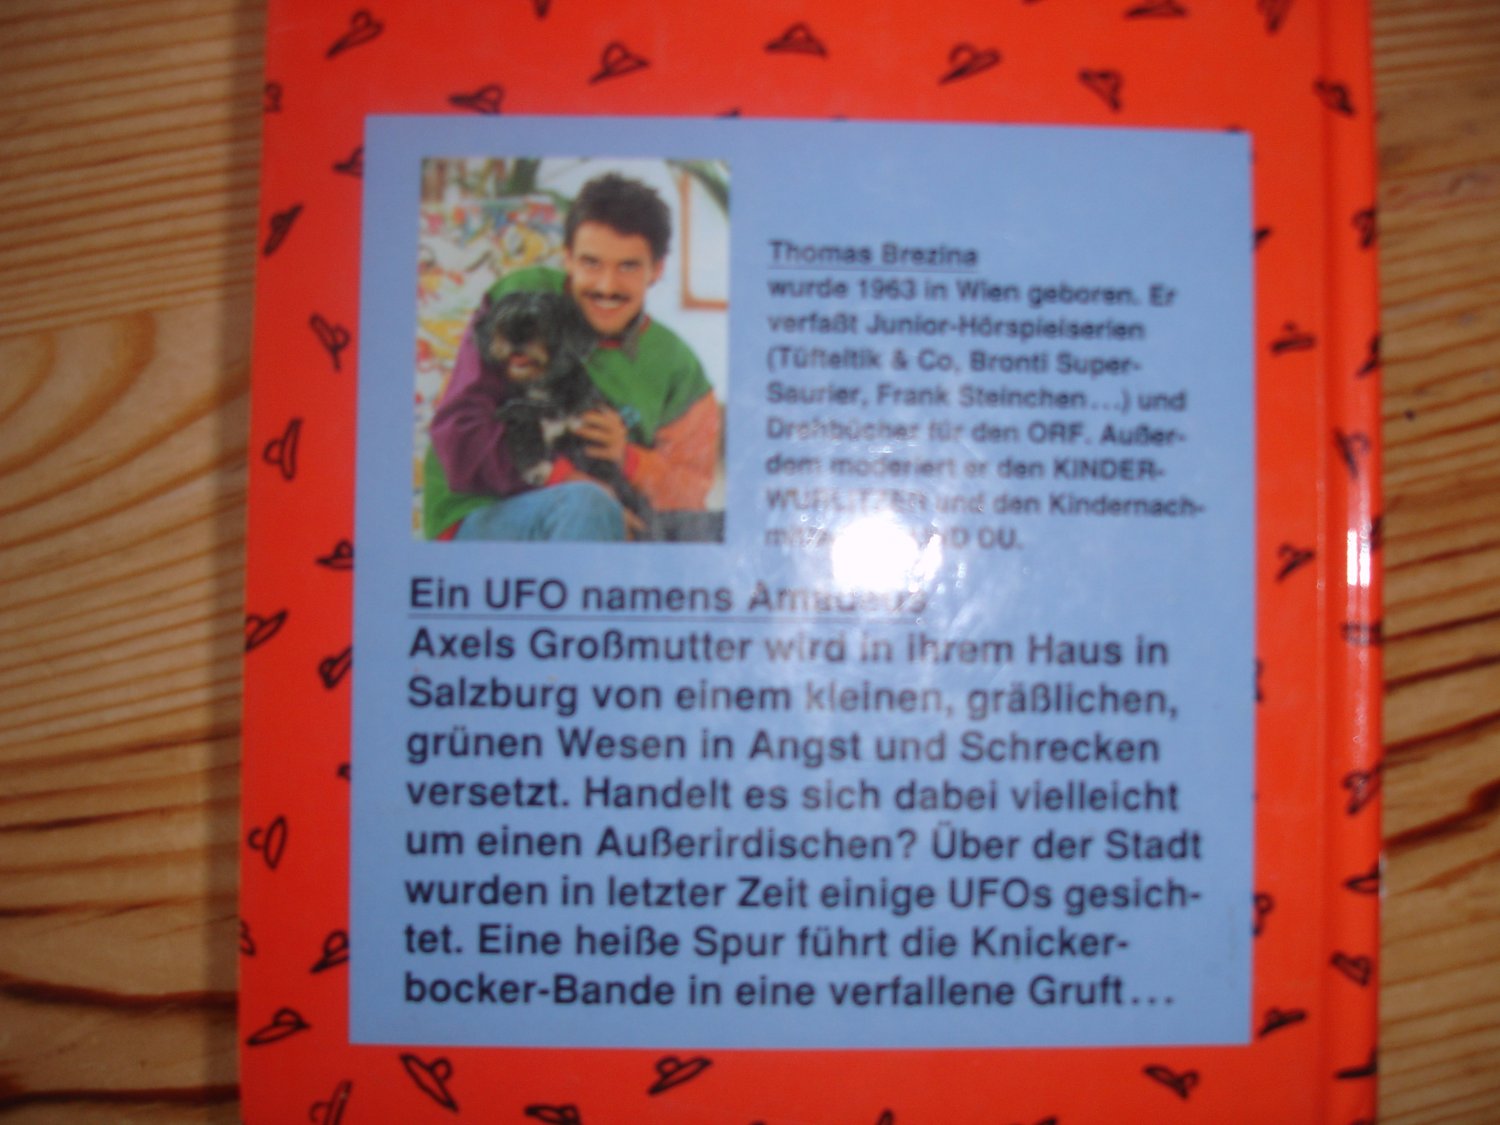 Thomas Brezina
wurde 1963 in Wien geboren. Er
verfaßt Junior-Hörspielserien
(Tüfteltik & Co, Bronti Super-
Saurier, Frank Steinchen...) und
Drehbücher für den ORF. Außer-
dem moderiert er den KINDER-
WURLITZER und den Kindernach-
UND DU.
Ein UFO namens Amadeus
Axels Großmutter wird in ihrem Haus in
Salzburg von einem kleinen, gräßlichen,
grünen Wesen in Angst und Schrecken
versetzt. Handelt es sich dabei vielleicht
um einen Außerirdischen? Über der Stadt
wurden in letzter Zeit einige UFOs gesich-
tet. Eine heiße Spur führt die Knicker-
bocker-Bande in eine verfallene Gruft...